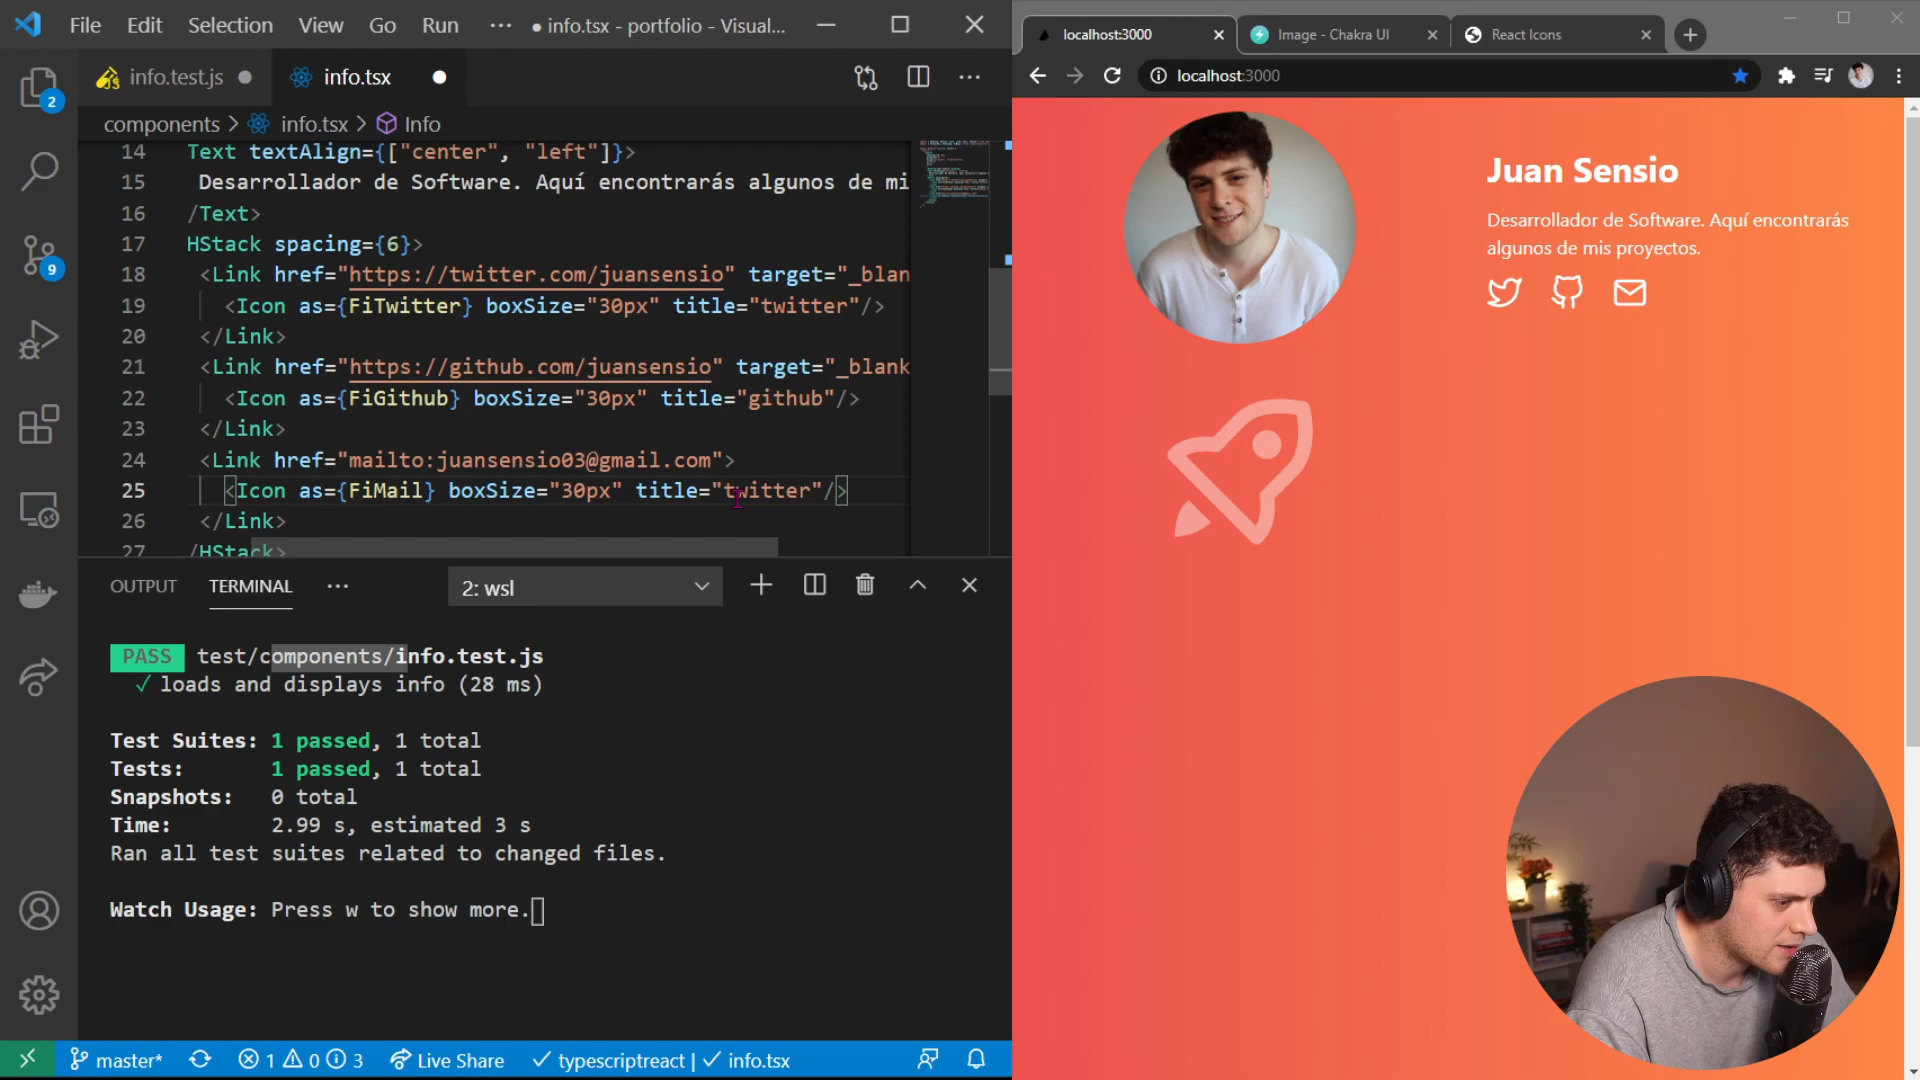 File Edit Selection View Go Run ··· ● info.tsx - portfolio - Visual...
info.test.js info.tsx
components > info.tsx > Info
14 Text textAlign={["center", "left"]}>
15 Desarrollador de Software. Aquí encontrarás algunos de mi
16 /Text>
17 HStack spacing={6}>
18 <Link href="https://twitter.com/juansensio" target="_blan
19 <Icon as={FiTwitter} boxSize="30px" title="twitter"/>
20 </Link>
21 <Link href="https://github.com/juansensio" target="_blank
22 <Icon as={FiGithub} boxSize="30px" title="github"/>
23 </Link>
24 <Link href="mailto:juansensio03@gmail.com">
25 <Icon as={FiMail} boxSize="30px" title="twitter"/>
26 </Link>
27 /HStack>
2
9
OUTPUT TERMINAL ··· 2: wsl
PASS test/components/info.test.js
✓ loads and displays info (28 ms)
Test Suites: 1 passed, 1 total
Tests: 1 passed, 1 total
Snapshots: 0 total
Time: 2.99 s, estimated 3 s
Ran all test suites related to changed files.
Watch Usage: Press w to show more.
master* 1 0 3 Live Share ✓ typescriptreact | ✓ info.tsx
localhost:3000 Image - Chakra UI React Icons
localhost:3000
Juan Sensio
Desarrollador de Software. Aquí encontrarás
algunos de mis proyectos.